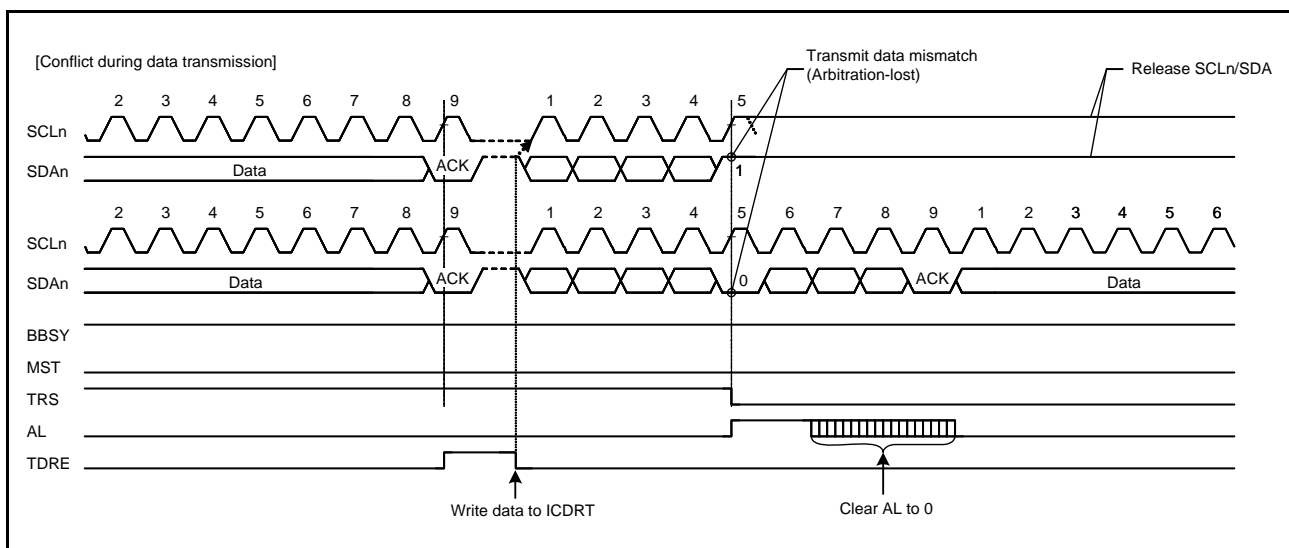 [Conflict during data transmission]
Transmit data mismatch
(Arbitration-lost)
Release SCLn/SDA
2 3 4 5 6 7 8 9 1 2 3 4 5
SCLn
SDAn Data ACK 1
2 3 4 5 6 7 8 9 1 2 3 4 5 6 7 8 9 1 2 3 4 5 6
SCLn
SDAn Data ACK 0 ACK Data
BBSY
MST
TRS
AL
TDRE
Write data to ICDRT Clear AL to 0